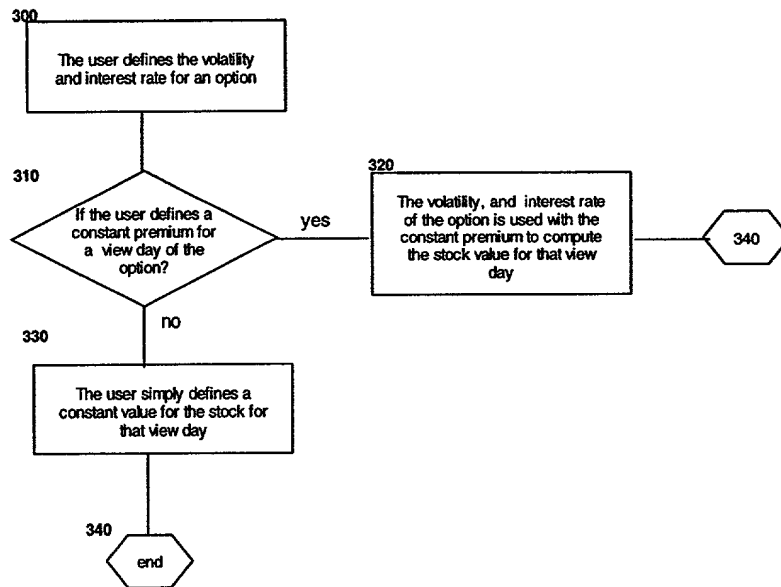 300
The user defines the volatility
and interest rate for an option
310
If the user defines a
constant premium for
a view day of the
option?
yes
320
The volatility, and interest rate
of the option is used with the
constant premium to compute
the stock value for that view
day
340
no
330
The user simply defines a
constant value for the stock for
that view day
340
end